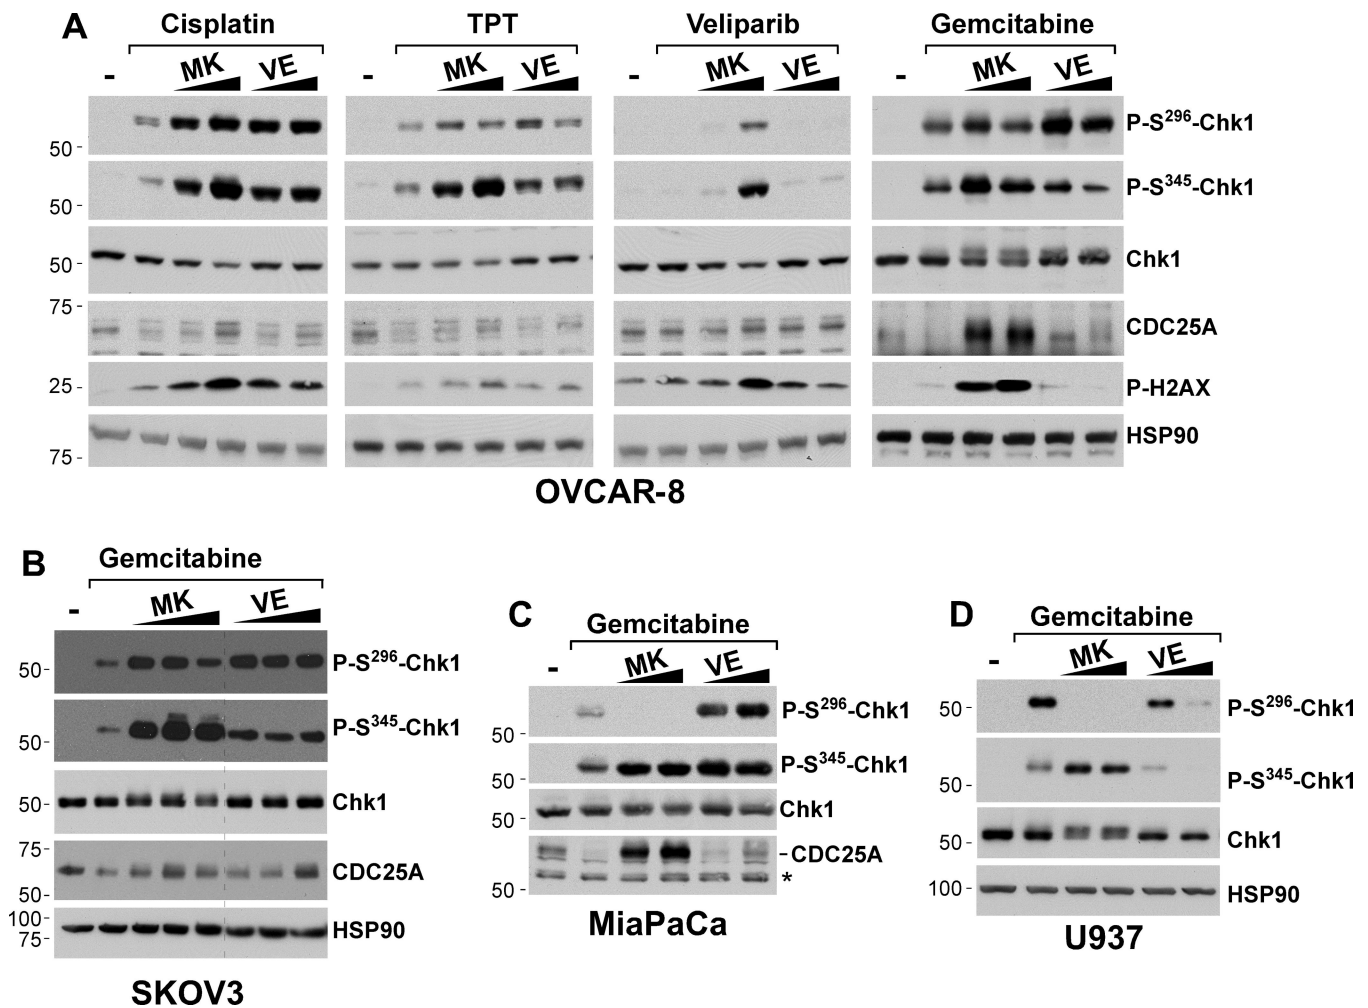 A
Cisplatin TPT Veliparib Gemcitabine
- MK VE - MK VE - MK VE - MK VE
50 - P-S²⁹⁶-Chk1
50 - P-S³⁴⁵-Chk1
50 - Chk1
75 - CDC25A
25 - P-H2AX
75 - HSP90
OVCAR-8
B
Gemcitabine
- MK VE
50- P-S²⁹⁶-Chk1
50- P-S³⁴⁵-Chk1
50- Chk1
75-
50- CDC25A
100-
75- HSP90
SKOV3
C
Gemcitabine
- MK VE
50 - P-S²⁹⁶-Chk1
50 - P-S³⁴⁵-Chk1
50 - Chk1
50 - -CDC25A
*
MiaPaCa
D
Gemcitabine
- MK VE
50 - P-S²⁹⁶-Chk1
50 - P-S³⁴⁵-Chk1
50 - Chk1
100 - HSP90
U937